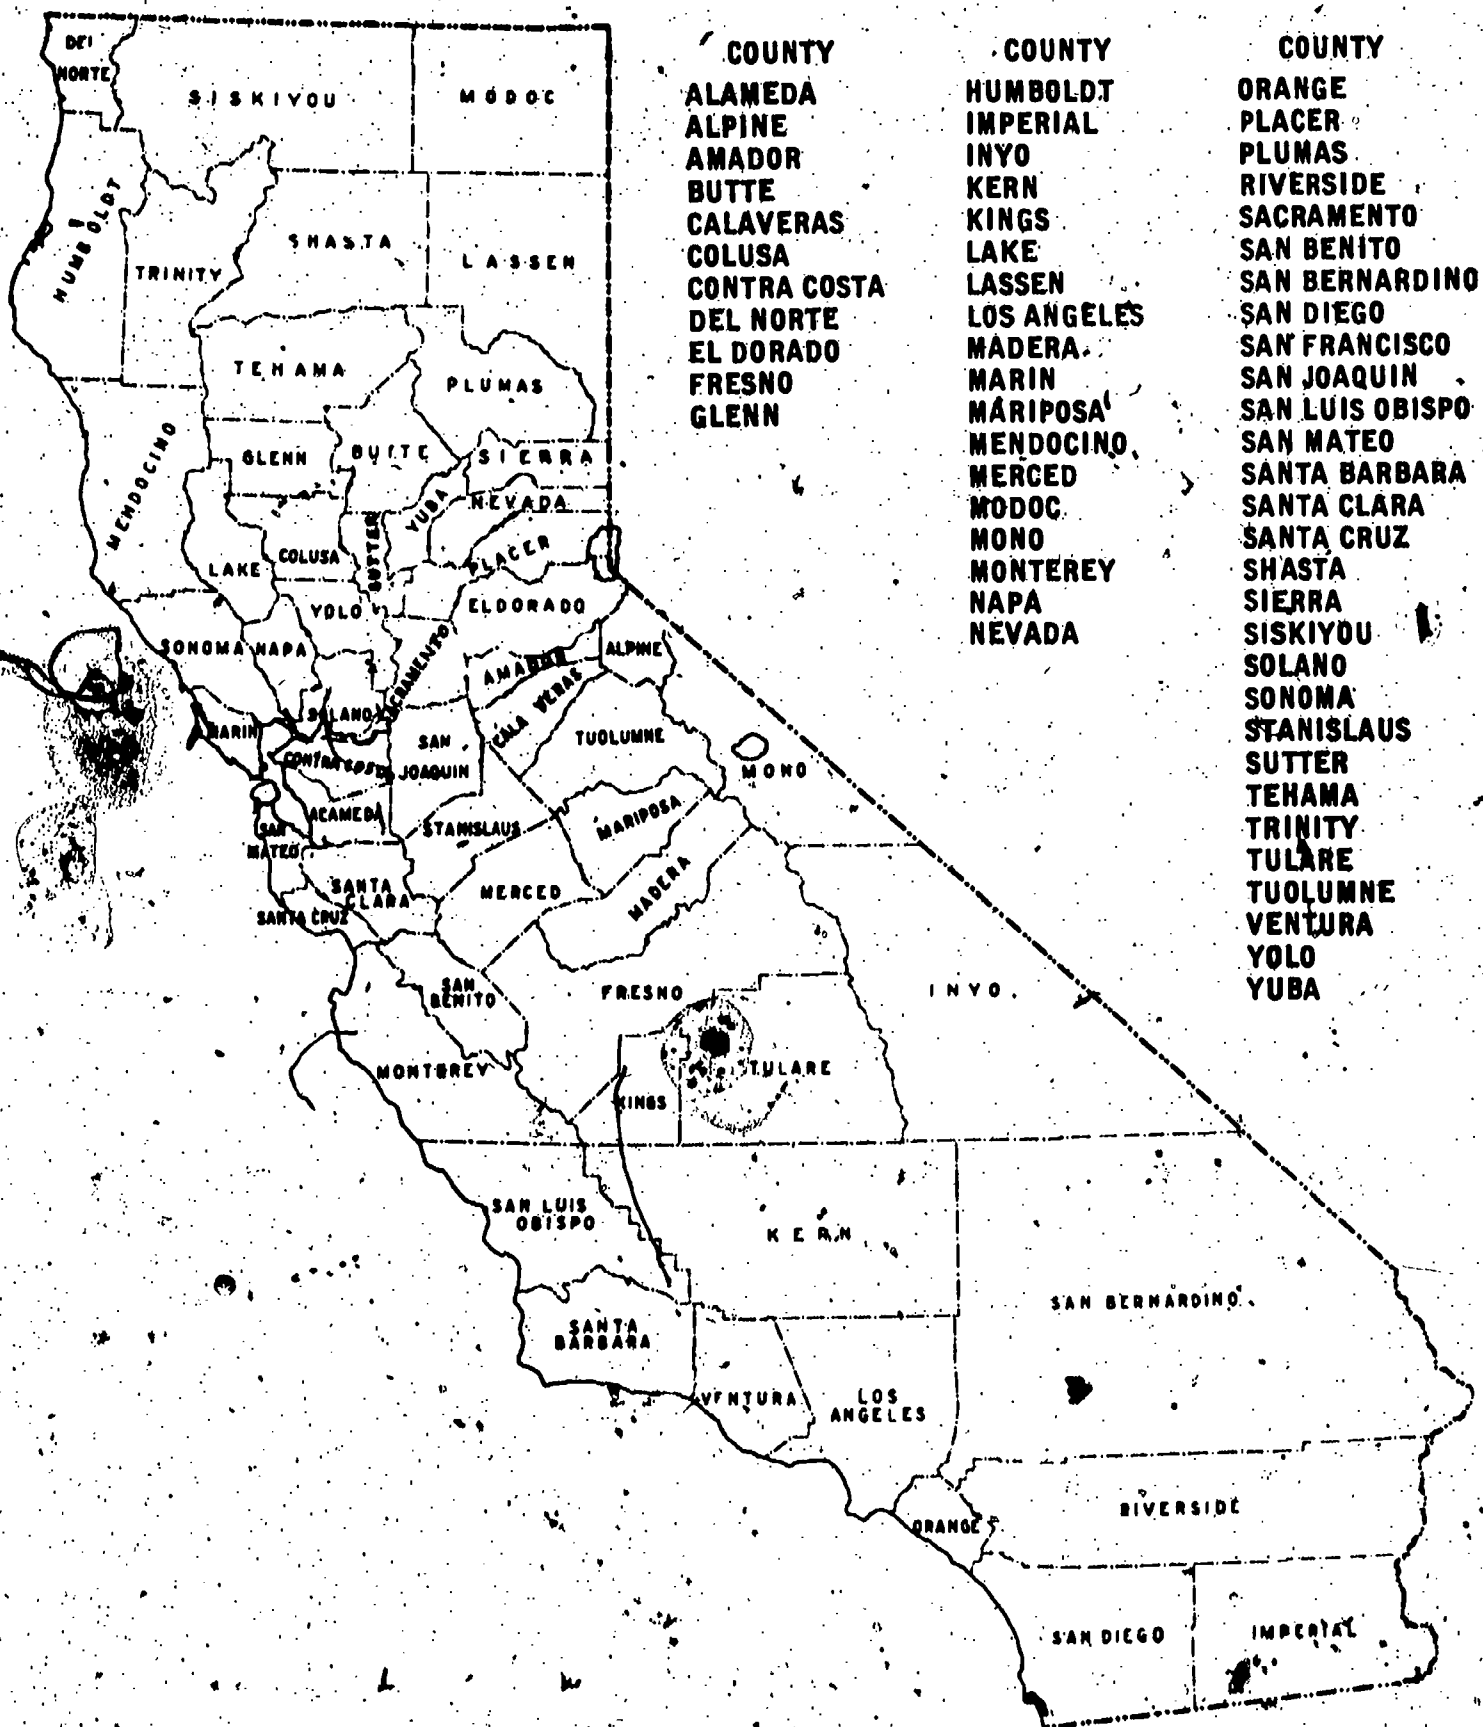 COUNTY
ALAMEDA
ALPINE
AMADOR
BUTTE
CALAVERAS
COLUSA
CONTRA COSTA
DEL NORTE
EL DORADO
FRESNO
GLENN
COUNTY
HUMBOLDT
IMPERIAL
INYO
KERN
KINGS
LAKE
LASSEN
LOS ANGELES
MADERA
MARIN
MARIPOSA
MENDOCINO
MERCED
MODOC
MONO
MONTEREY
NAPA
NEVADA
COUNTY
ORANGE
PLACER
PLUMAS
RIVERSIDE
SACRAMENTO
SAN BENITO
SAN BERNARDINO
SAN DIEGO
SAN FRANCISCO
SAN JOAQUIN
SAN LUIS OBISPO
SAN MATEO
SANTA BARBARA
SANTA CLARA
SANTA CRUZ
SHASTA
SIERRA
SISKIYOU
SOLANO
SONOMA
STANISLAUS
SUTTER
TEHAMA
TRINITY
TULARE
TUOLUMNE
VENTURA
YOLO
YUBA
DEL
NORTE
SISKIYOU
MODOC
HUMBOLDT
TRINITY
SHASTA
LASSEN
TEHAMA
PLUMAS
MENDOCINO
GLENN
BUTTE
SIERRA
YUBA
NEVADA
SUTTER
PLACER
COLUSA
LAKE
YOLO
ELDORADO
SONOMA
NAPA
SACRAMENTO
ALPINE
AMADOR
CALAVERAS
SOLANO
MARIN
TUOLUMNE
SAN
JOAQUIN
CONTRA COSTA
MONO
ALAMEDA
STANISLAUS
MARIPOSA
SAN
MATEO
SANTA
CLARA
MERCED
MADERA
SANTA CRUZ
SAN
BENITO
FRESNO
INYO
MONTEREY
TULARE
KINGS
SAN LUIS
OBISPO
KERN
SAN BERNARDINO
SANTA
BARBARA
VENTURA
LOS
ANGELES
RIVERSIDE
ORANGE
SAN DIEGO
IMPERIAL